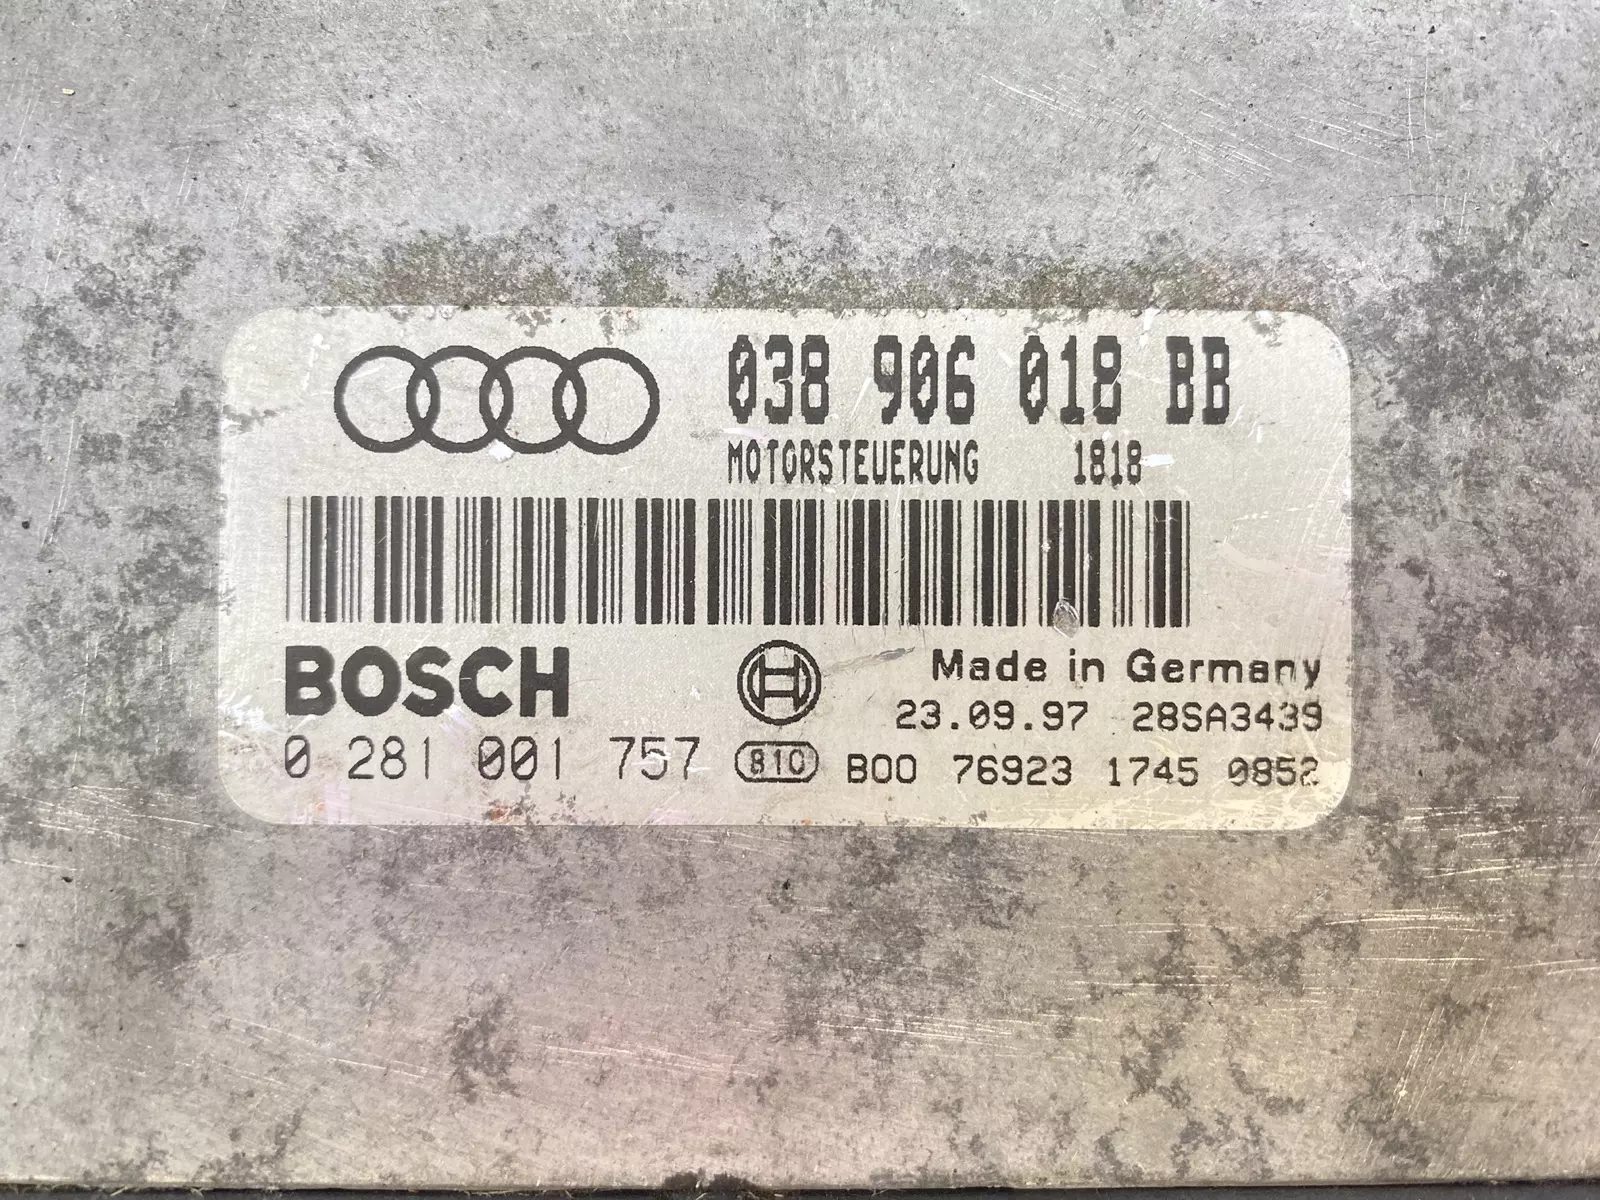 038 906 018 BB
MOTORSTEUERUNG 1818
BOSCH
Made in Germany
23.09.97 28SA3439
0 281 001 757 810 B00 76923 1745 0852